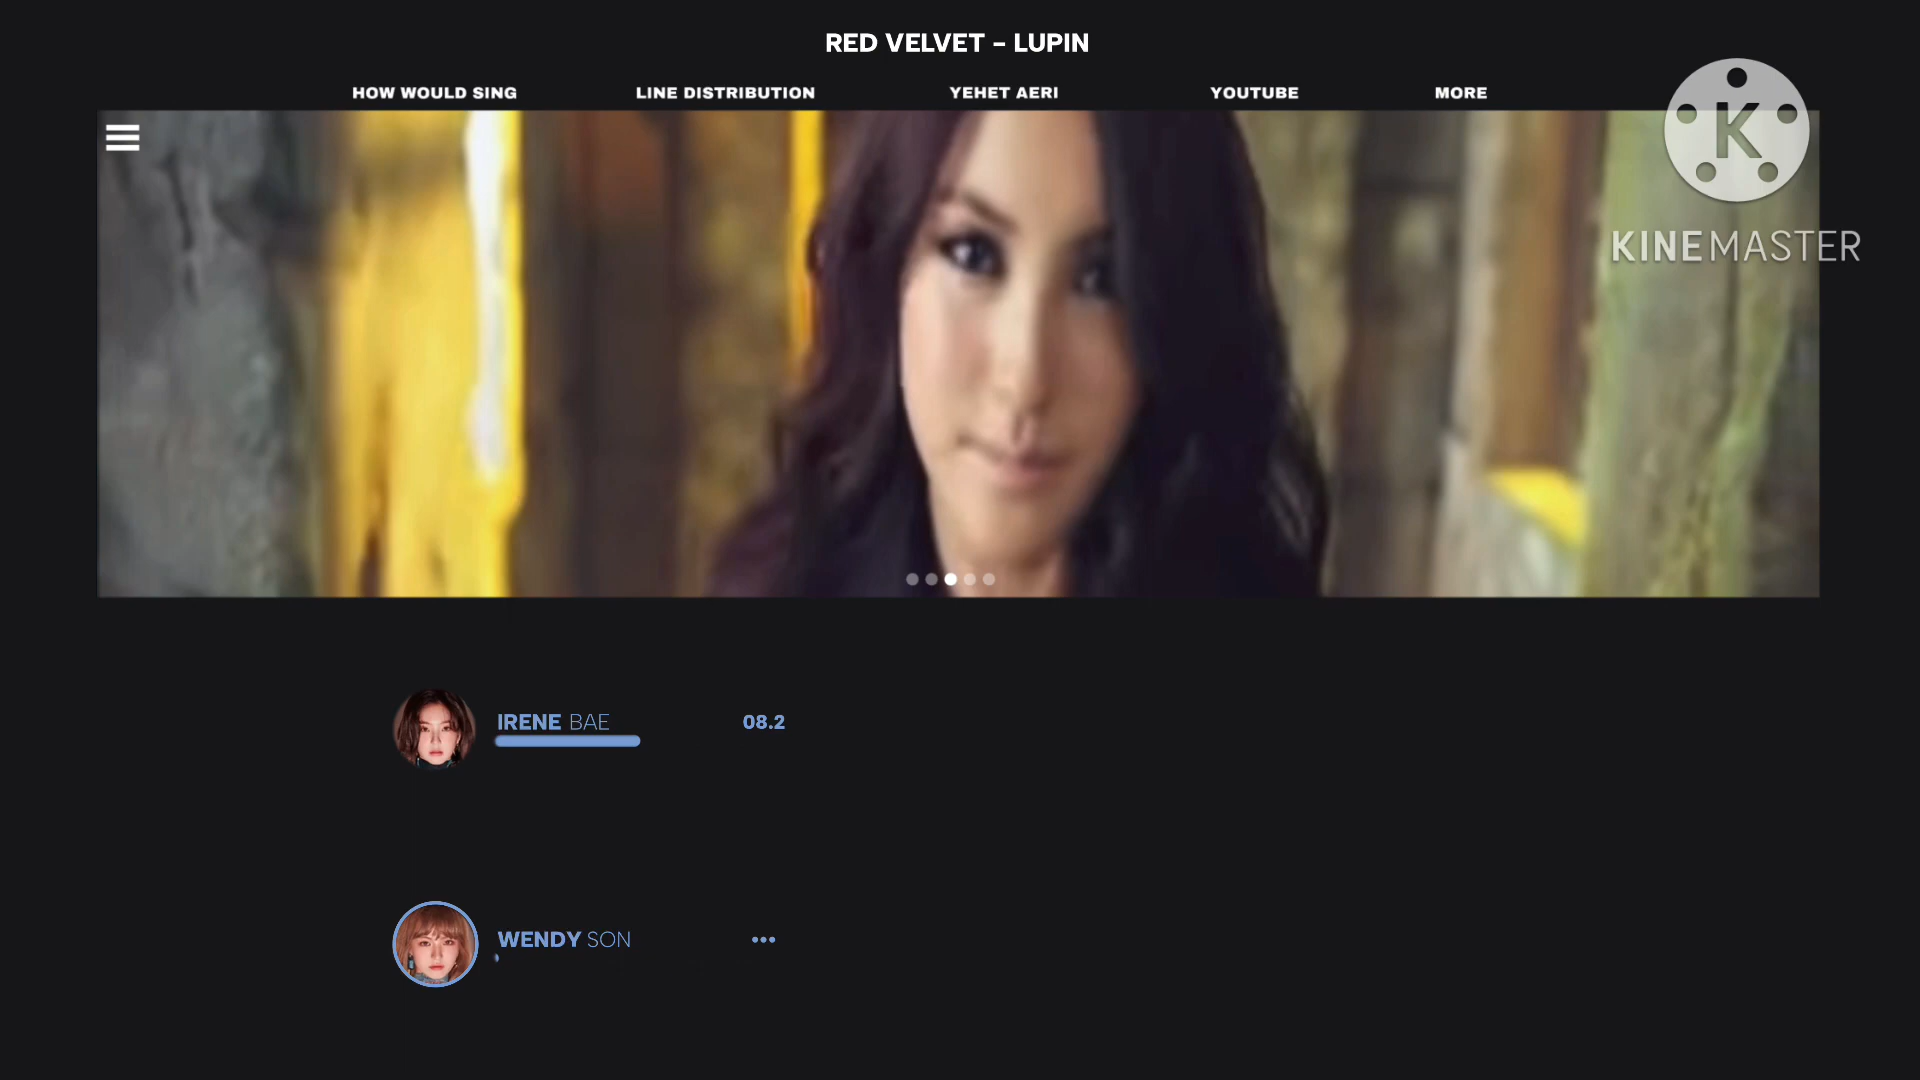 RED VELVET - LUPIN
HOW WOULD SING
LINE DISTRIBUTION
YEHET AERI
YOUTUBE
MORE
K
KINEMASTER
IRENE BAE
08.2
WENDY SON
•••